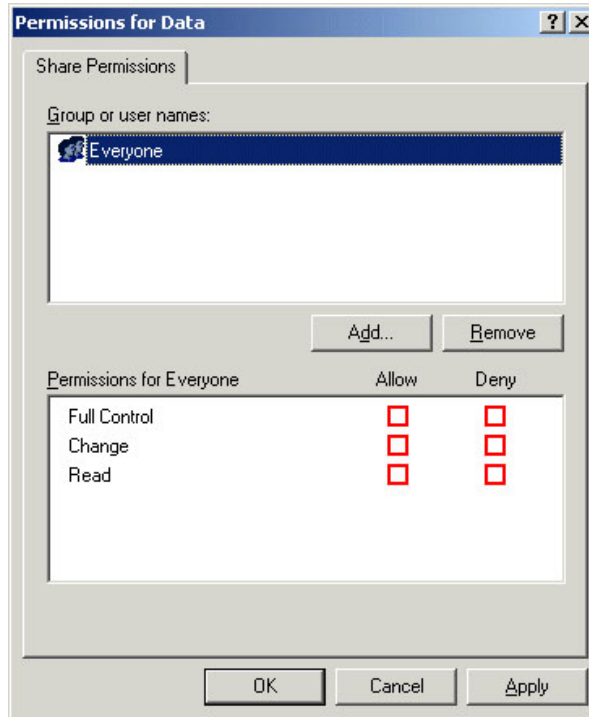 Permissions for Data
Share Permissions
Group or user names:
Everyone
Add... Remove
Permissions for Everyone Allow Deny
Full Control
Change
Read
OK Cancel Apply